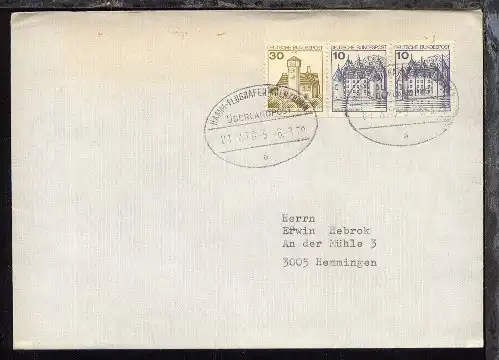 30
DEUTSCHE BUNDESPOST
10
DEUTSCHE BUNDESPOST
10
DEUTSCHE BUNDESPOST
ÜBERLANDPOST
a
a
Herrn
Erwin Hebrok
An der Mühle 3
3005 Hemmingen